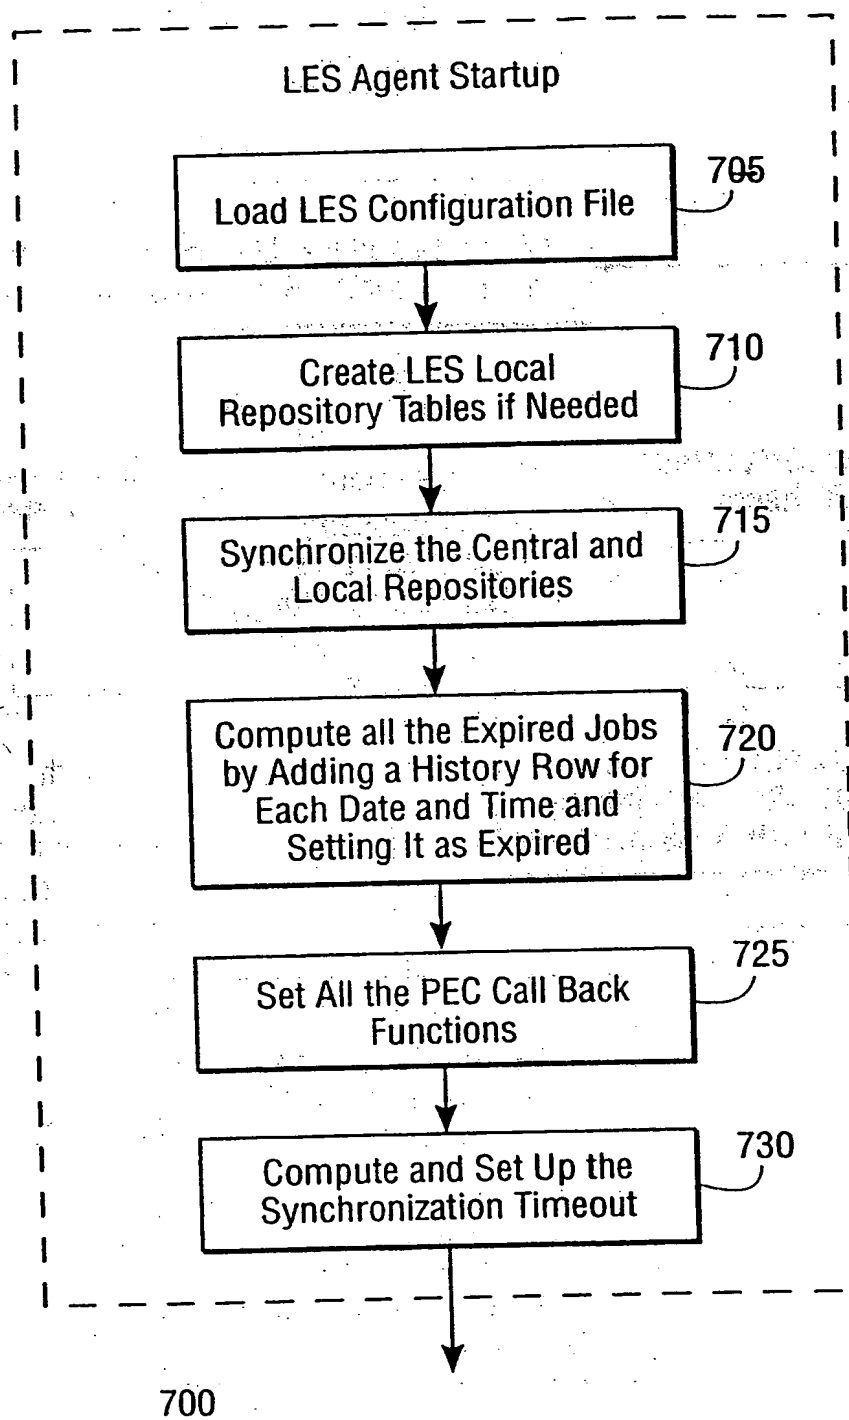 LES Agent Startup
Load LES Configuration File
705
Create LES Local
Repository Tables if Needed
710
Synchronize the Central and
Local Repositories
715
Compute all the Expired Jobs
by Adding a History Row for
Each Date and Time and
Setting It as Expired
720
Set All the PEC Call Back
Functions
725
Compute and Set Up the
Synchronization Timeout
730
700